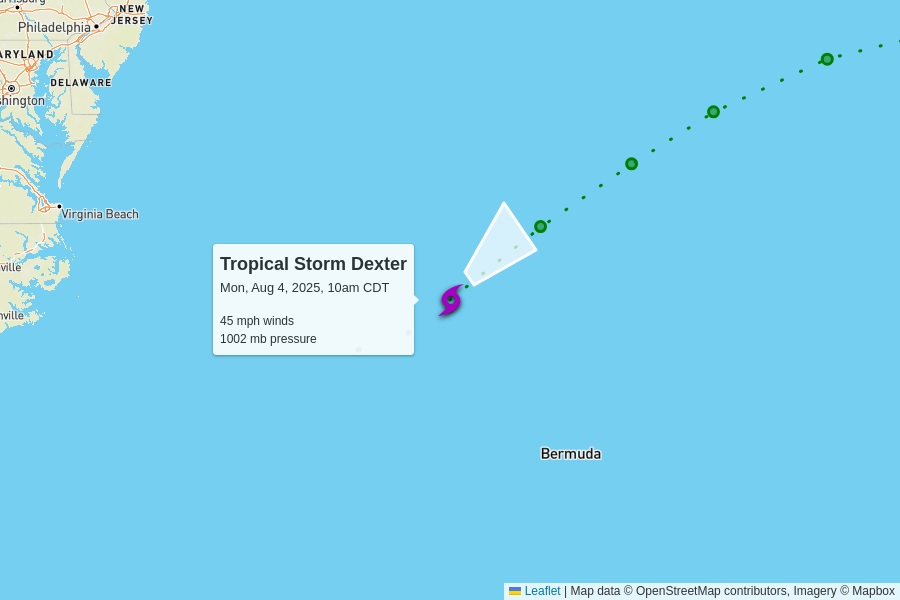 NEW
JERSEY
Philadelphia
ARYLAND
DELAWARE
shington
Virginia Beach
ville
nville
Tropical Storm Dexter
Mon, Aug 4, 2025, 10am CDT
45 mph winds
1002 mb pressure
Bermuda
Leaflet | Map data © OpenStreetMap contributors, Imagery © Mapbox